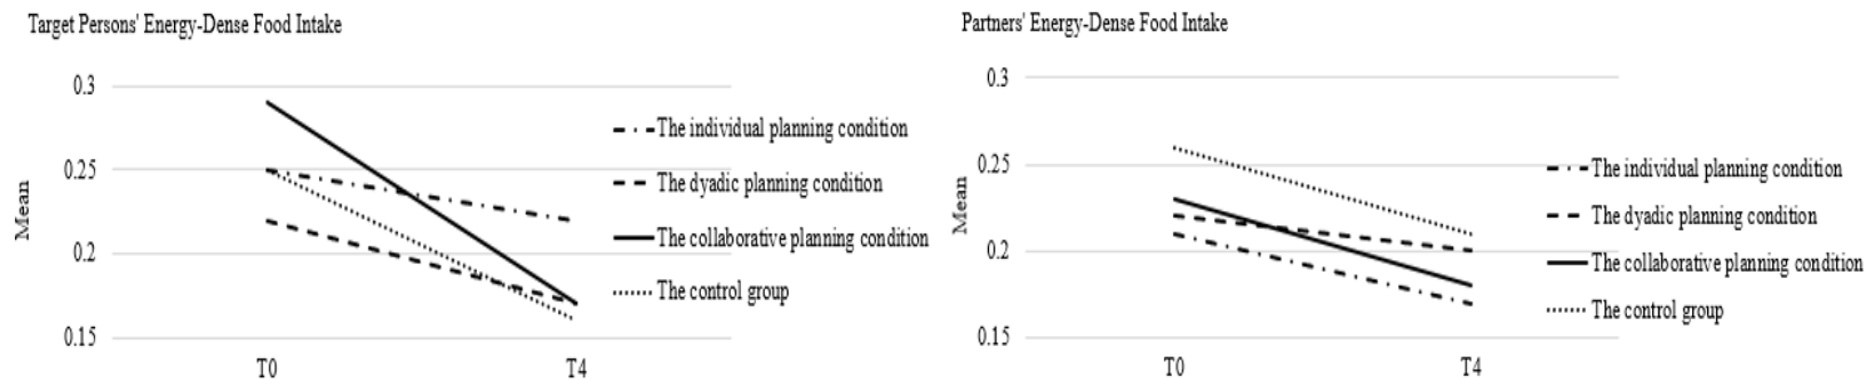 Target Persons' Energy-Dense Food Intake
0.3
0.25
0.2
0.15
Mean
T0
T4
The individual planning condition
The dyadic planning condition
The collaborative planning condition
The control group
Partners' Energy-Dense Food Intake
0.3
0.25
0.2
0.15
Mean
T0
T4
The individual planning condition
The dyadic planning condition
The collaborative planning condition
The control group